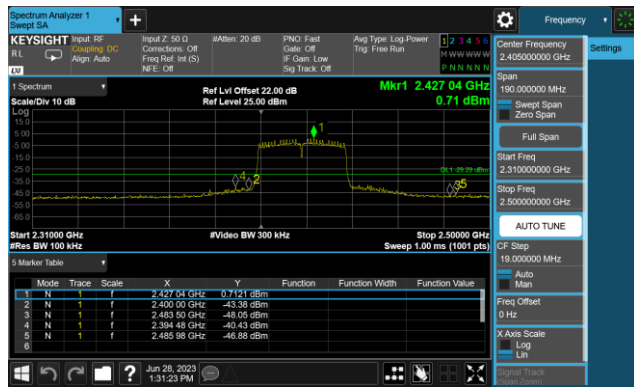 Spectrum Analyzer 1
Swept SA
+
Frequency
KEYSIGHT Input: RF Input Z: 50 Ω #Atten: 20 dB PNO: Fast Avg Type: Log-Power 1 2 3 4 5 6
RL Coupling: DC Corrections: Off Gate: Off Trig: Free Run M W W W W W
Align: Auto Freq Ref: Int (S) IF Gain: Low P N N N N N
NFE: Off Sig Track: Off
LXI
Center Frequency
2.405000000 GHz
Settings
1 Spectrum
Ref Lvl Offset 22.00 dB
Mkr1 2.427 04 GHz
Scale/Div 10 dB
Ref Level 25.00 dBm
0.71 dBm
Log
15.0
5.00
-5.00
-15.0
-25.0
-35.0
-45.0
-55.0
-65.0
1
DL1 -29.29 dBm
4
2
3
5
Start 2.31000 GHz
#Video BW 300 kHz
Stop 2.50000 GHz
#Res BW 100 kHz
Sweep 1.00 ms (1001 pts)
Span
190.000000 MHz
Swept Span
Zero Span
Full Span
Start Freq
2.310000000 GHz
Stop Freq
2.500000000 GHz
AUTO TUNE
CF Step
19.000000 MHz
Auto
Man
Freq Offset
0 Hz
X Axis Scale
Log
Lin
Signal Track
(Span Zoom)
5 Marker Table
Mode Trace Scale X Y Function Function Width Function Value
1 N 1 f 2.427 04 GHz 0.7121 dBm
2 N 1 f 2.400 00 GHz -43.38 dBm
3 N 1 f 2.483 50 GHz -48.05 dBm
4 N 1 f 2.394 48 GHz -40.43 dBm
5 N 1 f 2.485 98 GHz -46.88 dBm
6
?
Jun 28, 2023
1:31:23 PM